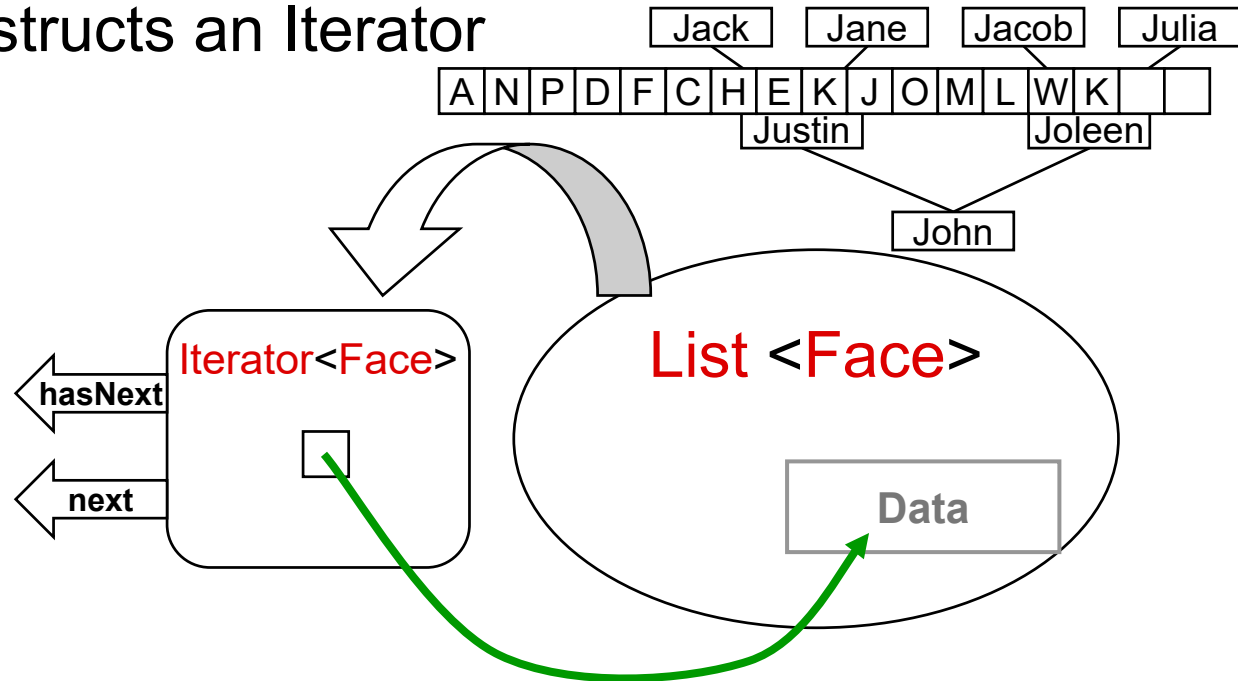 structs an Iterator
Jack Jane Jacob Julia
A N P D F C H E K J O M L W K
Justin Joleen
John
Iterator<Face>
List <Face>
hasNext
next
Data